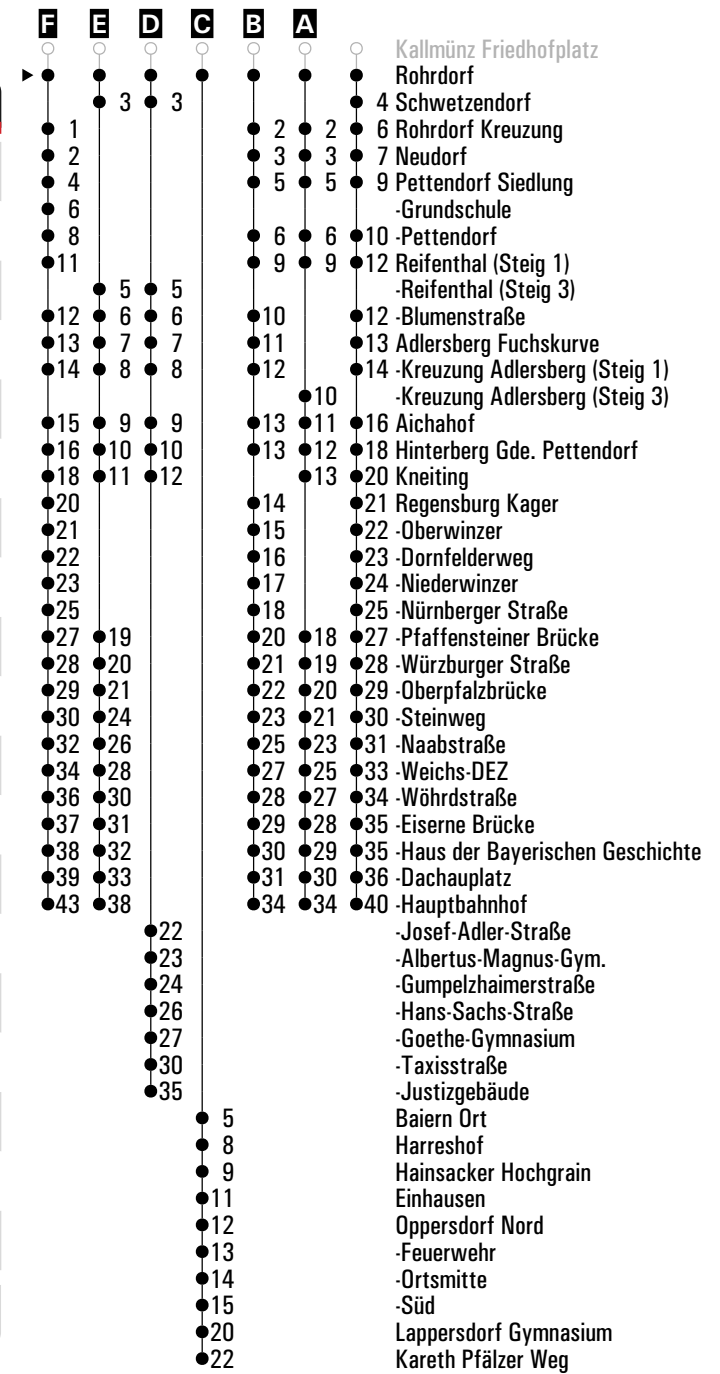 F E D C B A
Kallmünz Friedhofplatz
Rohrdorf
3 3 4 Schwetzendorf
1 2 2 6 Rohrdorf Kreuzung
2 3 3 7 Neudorf
4 5 5 9 Pettendorf Siedlung
6 -Grundschule
8 6 6 10 -Pettendorf
11 9 9 12 Reifenthal (Steig 1)
5 5 -Reifenthal (Steig 3)
12 6 6 10 12 -Blumenstraße
13 7 7 11 13 Adlersberg Fuchskurve
14 8 8 12 14 -Kreuzung Adlersberg (Steig 1)
10 -Kreuzung Adlersberg (Steig 3)
15 9 9 13 11 16 Aichahof
16 10 10 13 12 18 Hinterberg Gde. Pettendorf
18 11 12 13 20 Kneiting
20 14 21 Regensburg Kager
21 15 22 -Oberwinzer
22 16 23 -Dornfelderweg
23 17 24 -Niederwinzer
25 18 25 -Nürnberger Straße
27 19 20 18 27 -Pfaffensteiner Brücke
28 20 21 19 28 -Würzburger Straße
29 21 22 20 29 -Oberpfalzbrücke
30 24 23 21 30 -Steinweg
32 26 25 23 31 -Naabstraße
34 28 27 25 33 -Weichs-DEZ
36 30 28 27 34 -Wöhrdstraße
37 31 29 28 35 -Eiserne Brücke
38 32 30 29 35 -Haus der Bayerischen Geschichte
39 33 31 30 36 -Dachauplatz
43 38 34 34 40 -Hauptbahnhof
22 -Josef-Adler-Straße
23 -Albertus-Magnus-Gym.
24 -Gumpelzhaimerstraße
26 -Hans-Sachs-Straße
27 -Goethe-Gymnasium
30 -Taxisstraße
35 -Justizgebäude
5 Baiern Ort
8 Harreshof
9 Hainsacker Hochgrain
11 Einhausen
12 Oppersdorf Nord
13 -Feuerwehr
14 -Ortsmitte
15 -Süd
20 Lappersdorf Gymnasium
22 Kareth Pfälzer Weg